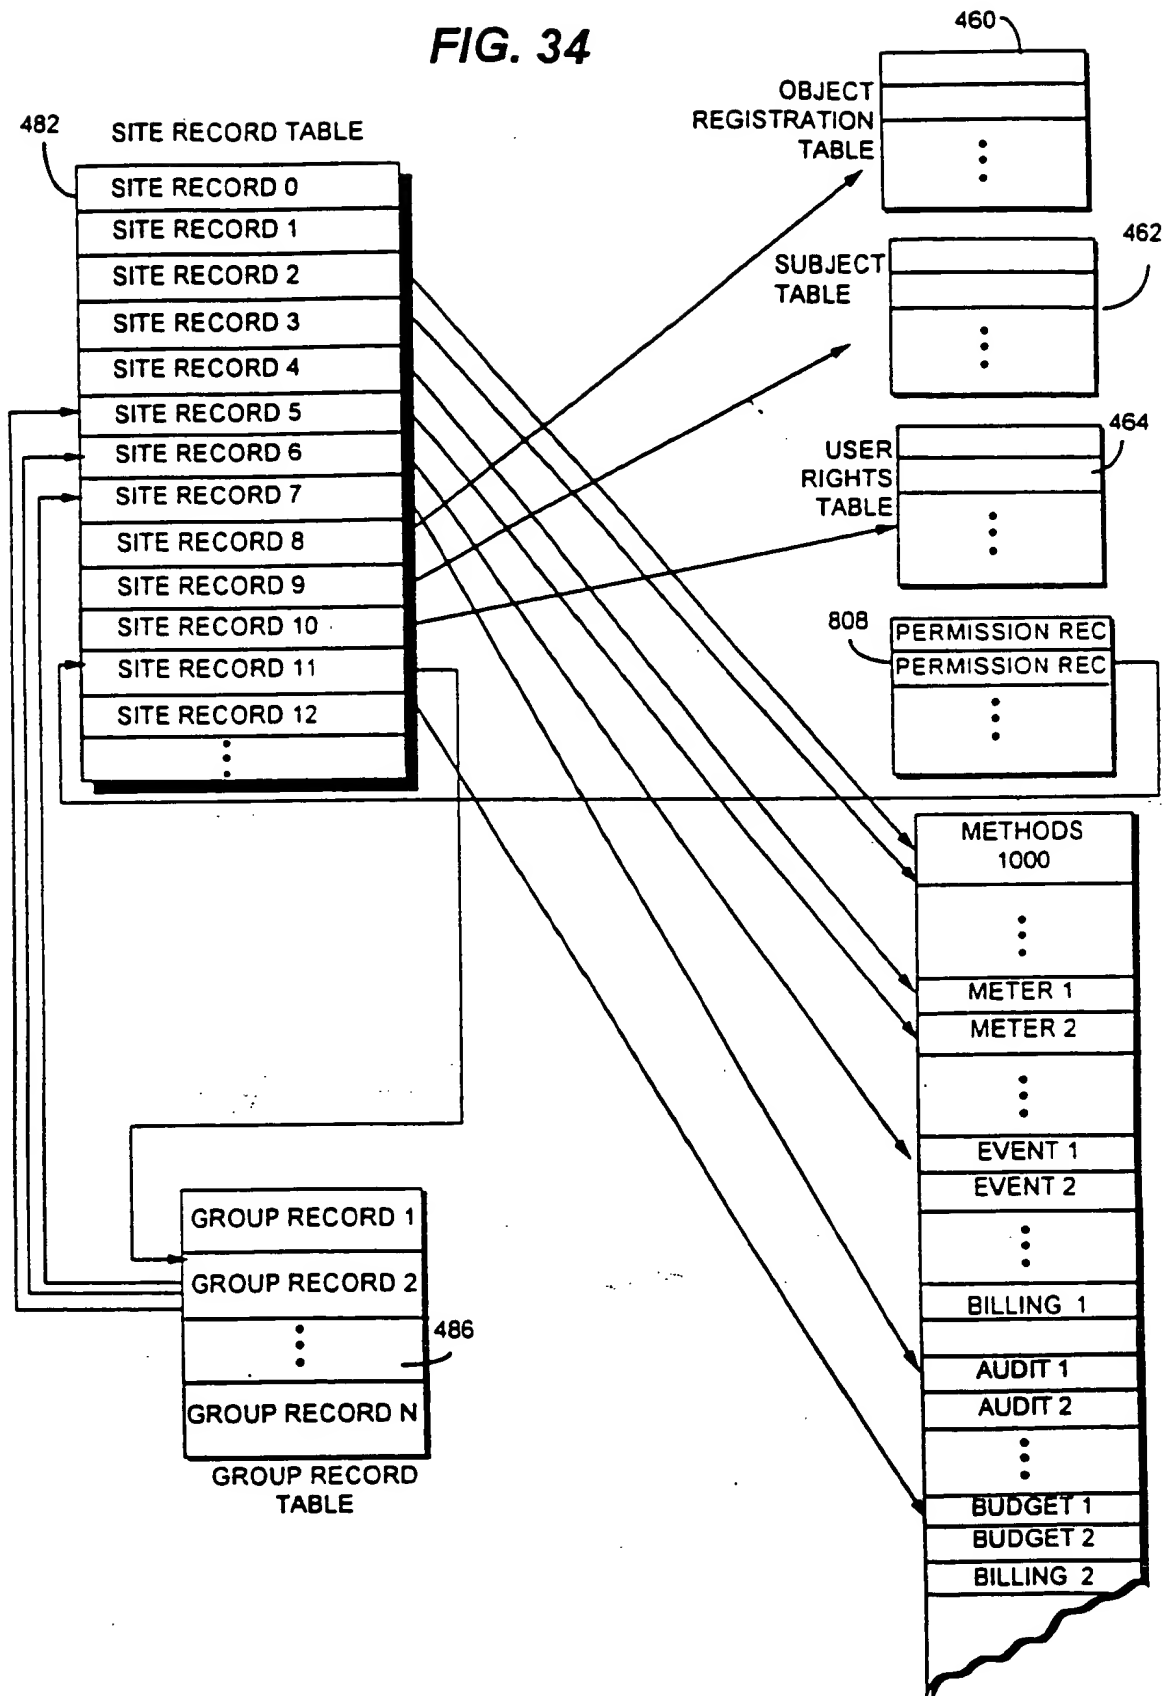 FIG. 34
460
OBJECT
REGISTRATION
TABLE
482
SITE RECORD TABLE
SITE RECORD 0
SITE RECORD 1
SITE RECORD 2
SITE RECORD 3
SITE RECORD 4
SITE RECORD 5
SITE RECORD 6
SITE RECORD 7
SITE RECORD 8
SITE RECORD 9
SITE RECORD 10
SITE RECORD 11
SITE RECORD 12
462
SUBJECT
TABLE
464
USER
RIGHTS
TABLE
808
PERMISSION REC
PERMISSION REC
METHODS
1000
METER 1
METER 2
EVENT 1
EVENT 2
BILLING 1
AUDIT 1
AUDIT 2
BUDGET 1
BUDGET 2
BILLING 2
GROUP RECORD 1
GROUP RECORD 2
486
GROUP RECORD N
GROUP RECORD
TABLE